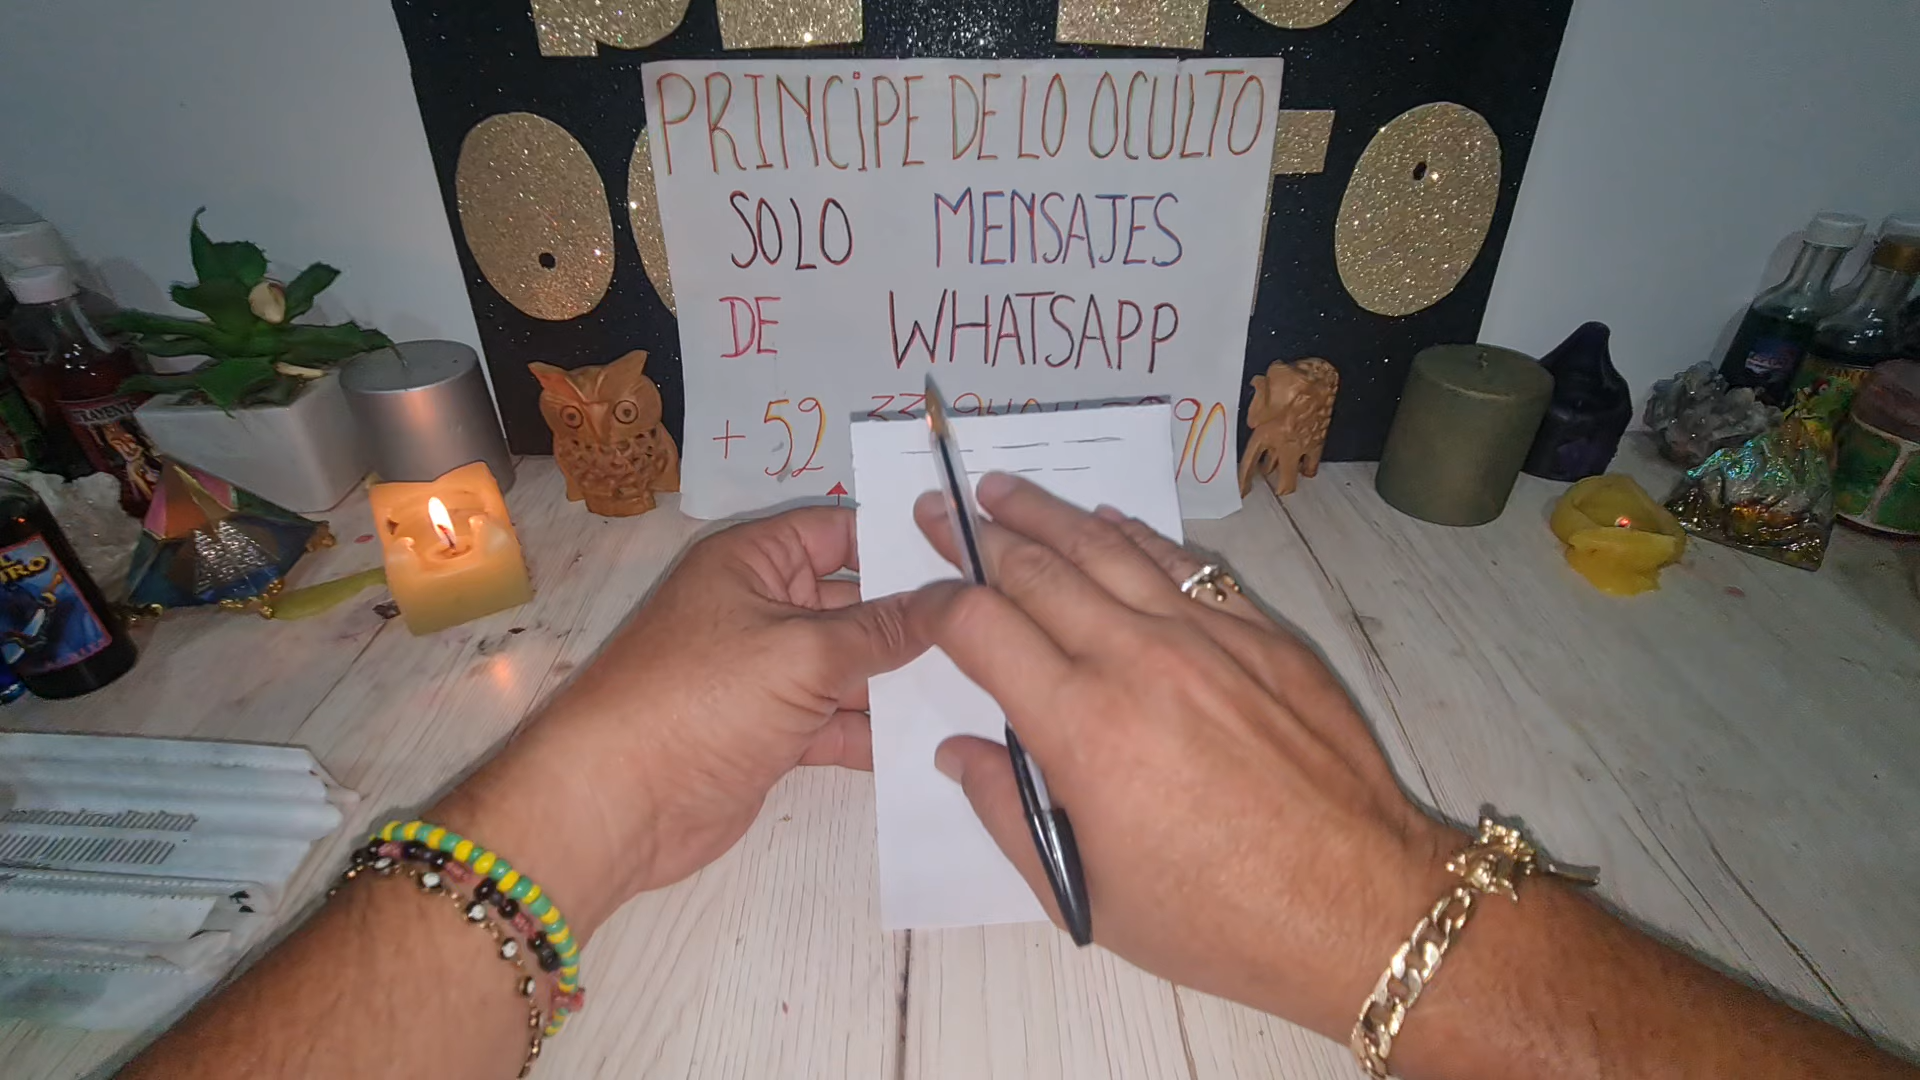 PRINCIPE DE LO OCULTO
SOLO MENSAJES
DE WHATSAPP
+52 90